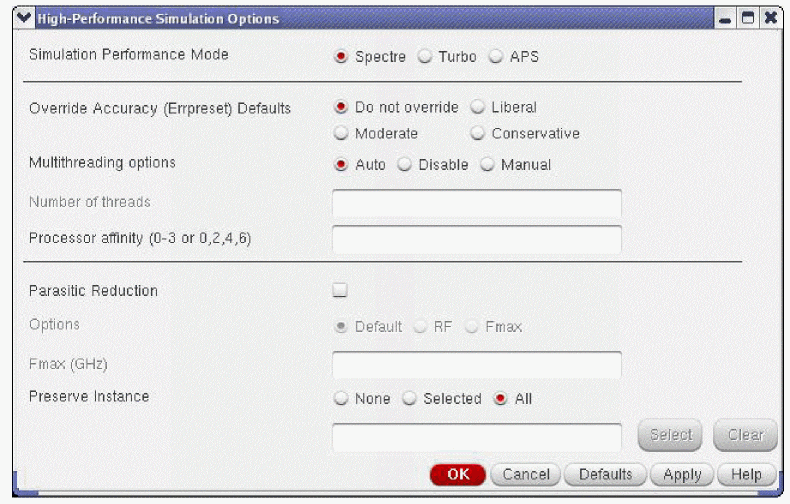 High-Performance Simulation Options
Simulation Performance Mode Spectre Turbo APS
Override Accuracy (Errpreset) Defaults Do not override Liberal
Moderate Conservative
Multithreading options Auto Disable Manual
Number of threads
Processor affinity (0-3 or 0,2,4,6)
Parasitic Reduction
Options Default RF Fmax
Fmax (GHz)
Preserve Instance None Selected All
Select Clear
OK Cancel Defaults Apply Help